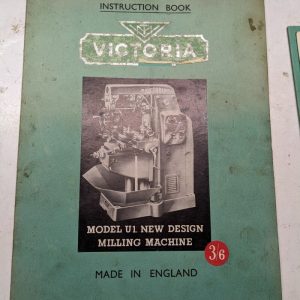 INSTRUCTION BOOK
VICTORIA
MODEL U1. NEW DESIGN
MILLING MACHINE
3/6
MADE IN ENGLAND